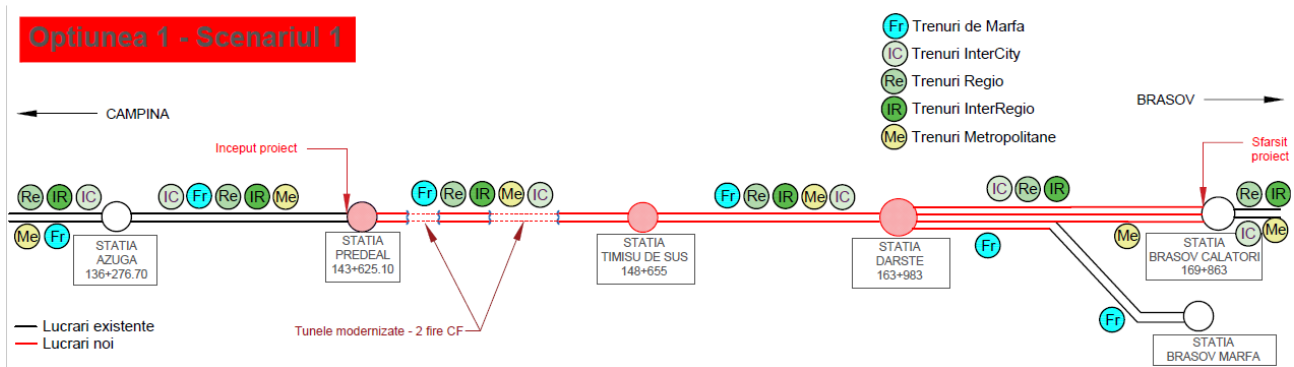 Optiunea 1 - Scenariul 1
Fr Trenuri de Marfa
IC Trenuri InterCity
Re Trenuri Regio
IR Trenuri InterRegio
Me Trenuri Metropolitane
CAMPINA
BRASOV
Inceput proiect
Sfarsit
proiect
Re IR IC
IC Fr Re IR Me
Fr Re IR Me IC
Fr Re IR Me IC
IC Re IR
Re IR
Me Fr
Fr
Me
IC Me
STATIA
AZUGA
136+276.70
STATIA
PREDEAL
143+625.10
STATIA
TIMISU DE SUS
148+655
STATIA
DARSTE
163+983
STATIA
BRASOV CALATORI
169+863
Fr
Lucrari existente
Lucrari noi
Tunele modernizate - 2 fire CF
STATIA
BRASOV MARFA